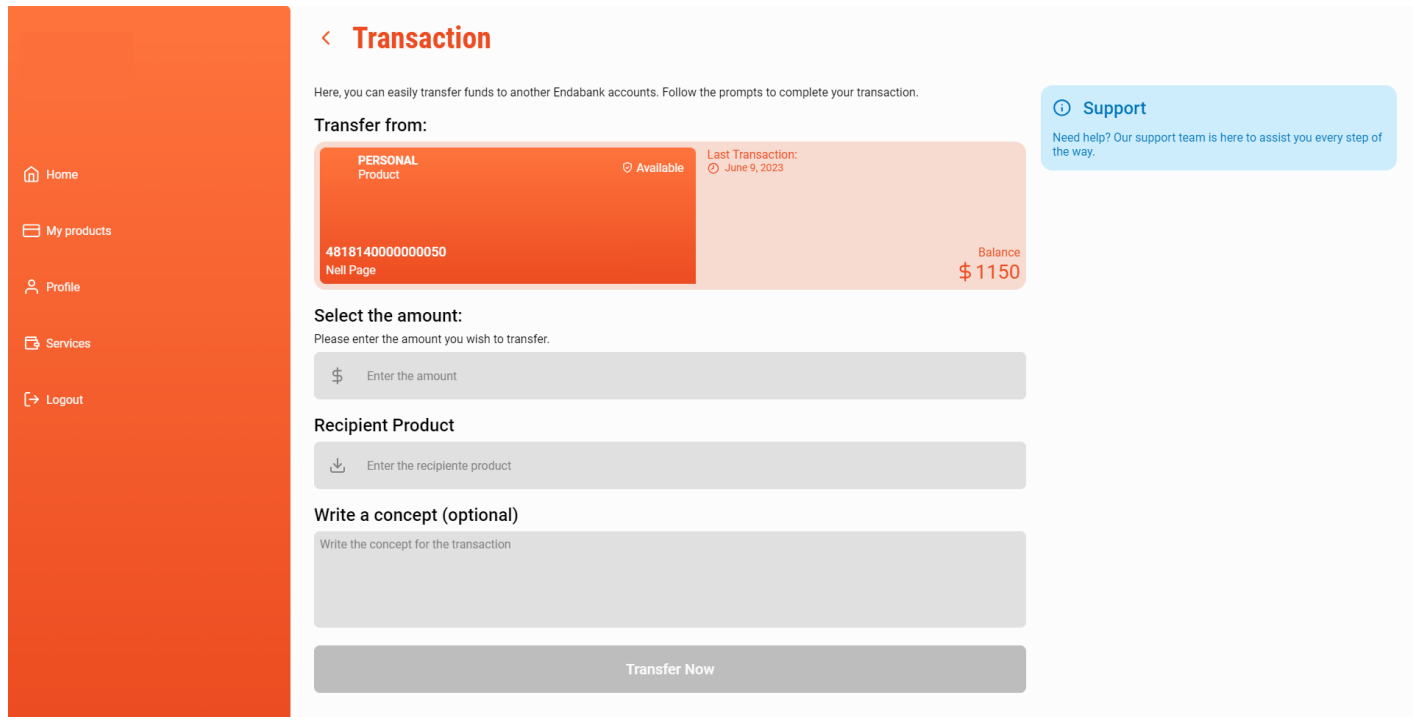 Transaction
Here, you can easily transfer funds to another Endabank accounts. Follow the prompts to complete your transaction.
Transfer from:
PERSONAL
Product
Available
4818140000000050
Nell Page
Last Transaction:
June 9, 2023
Balance
$ 1150
Select the amount:
Please enter the amount you wish to transfer.
$ Enter the amount
Recipient Product
Enter the recipiente product
Write a concept (optional)
Write the concept for the transaction
Transfer Now
Support
Need help? Our support team is here to assist you every step of
the way.
Home
My products
Profile
Services
Logout